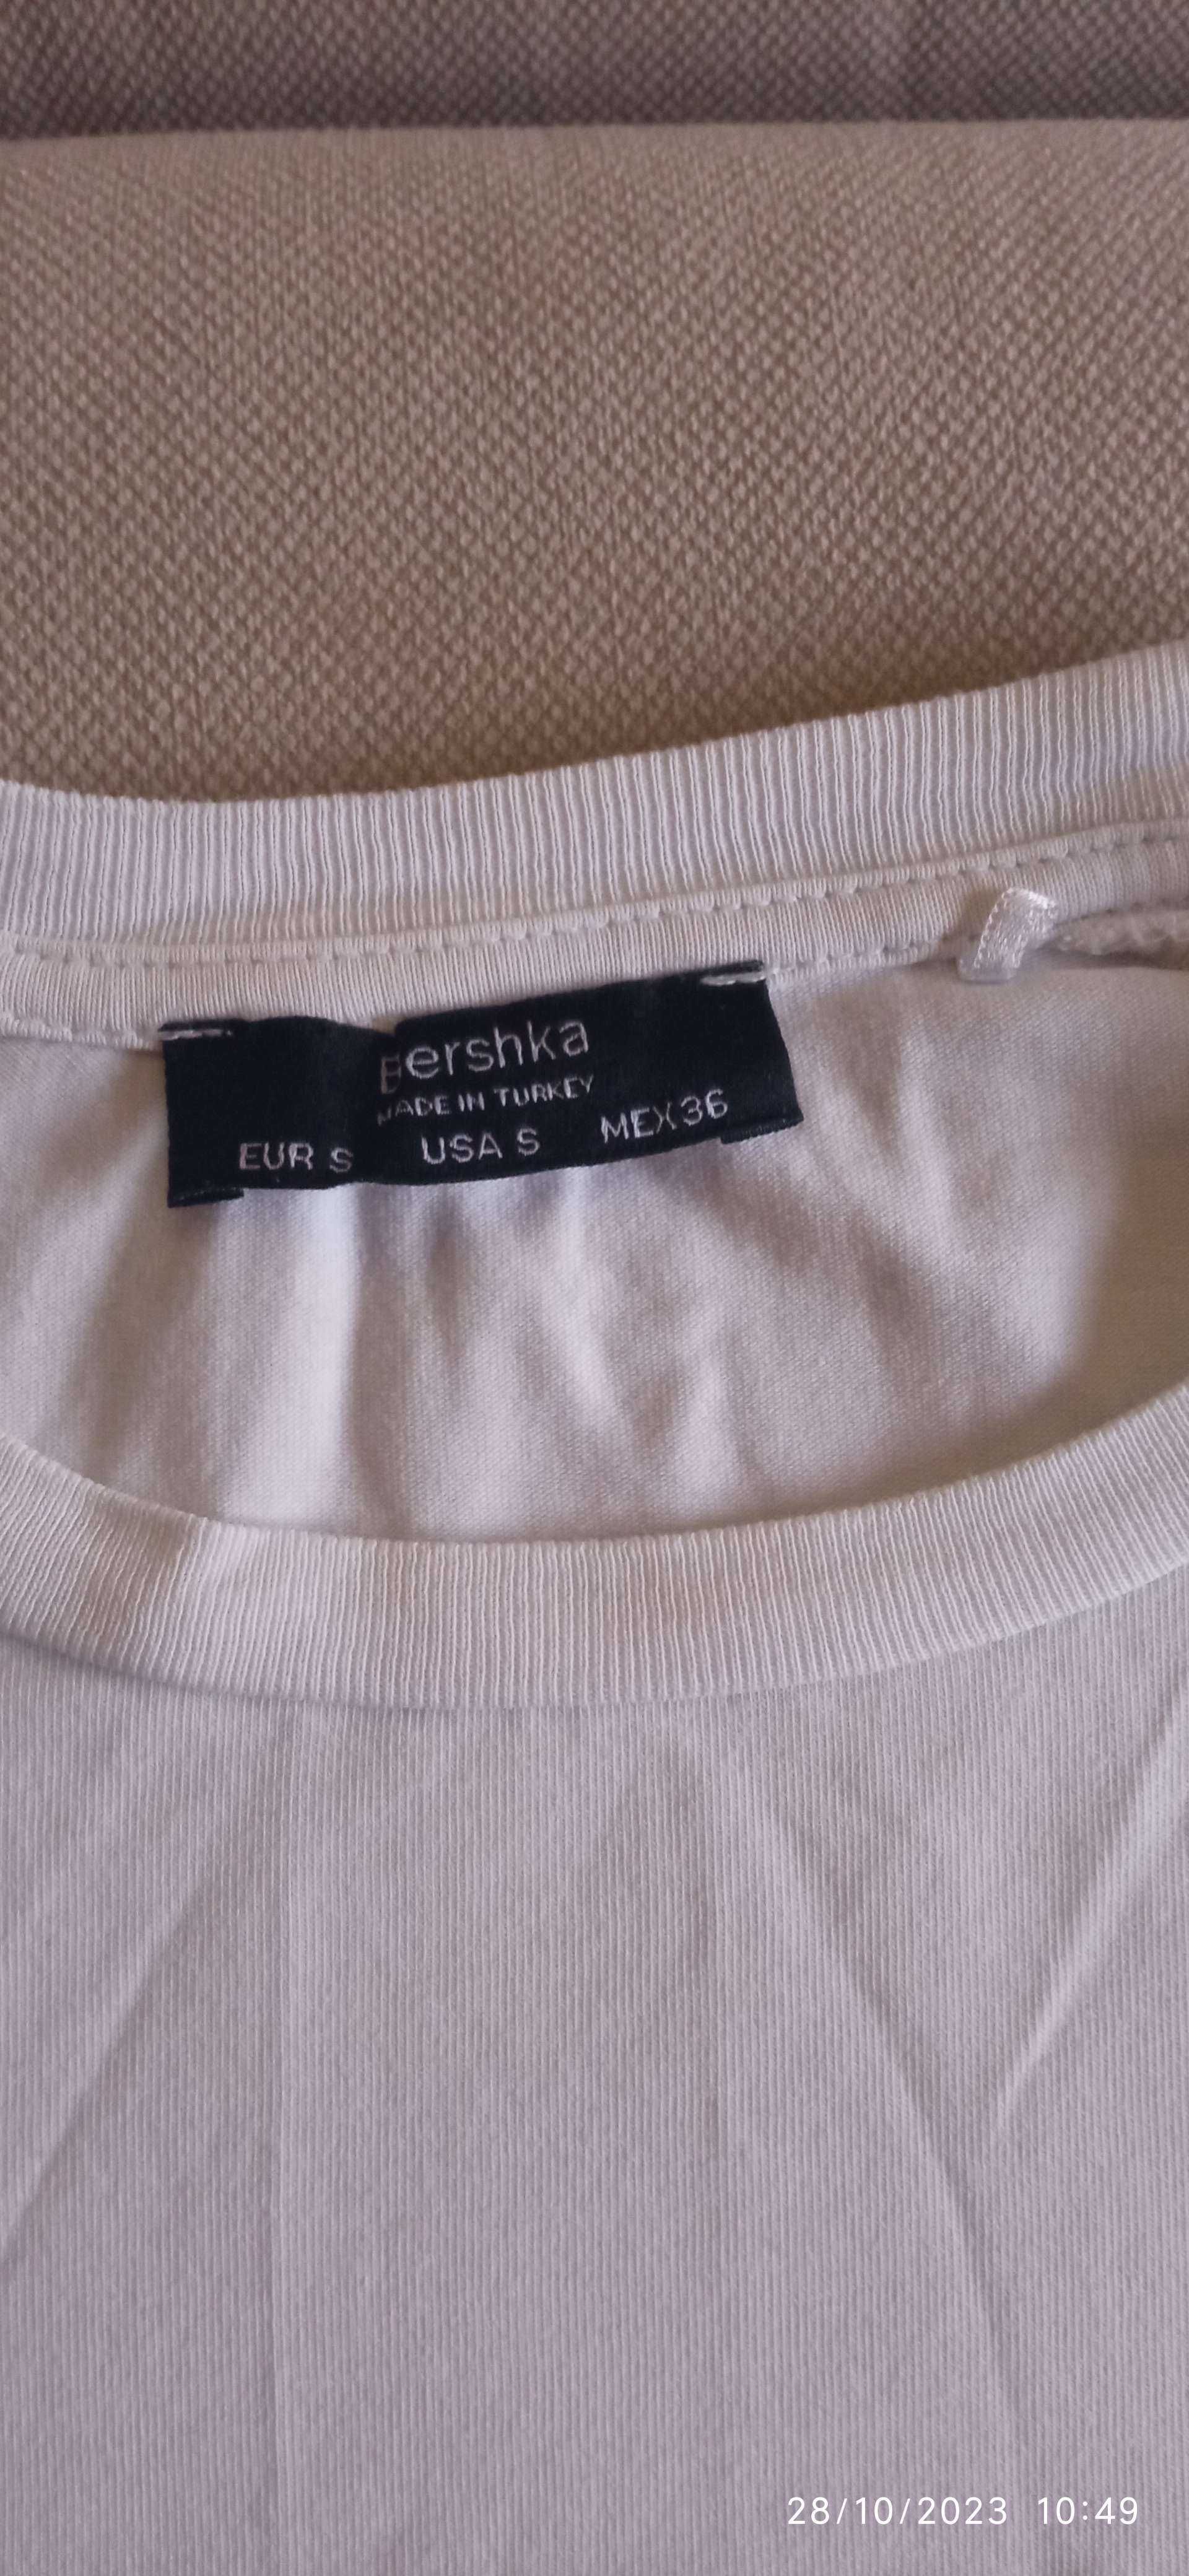 Bershka
MADE IN TURKEY
EUR S USA S MEX 36
28/10/2023 10:49